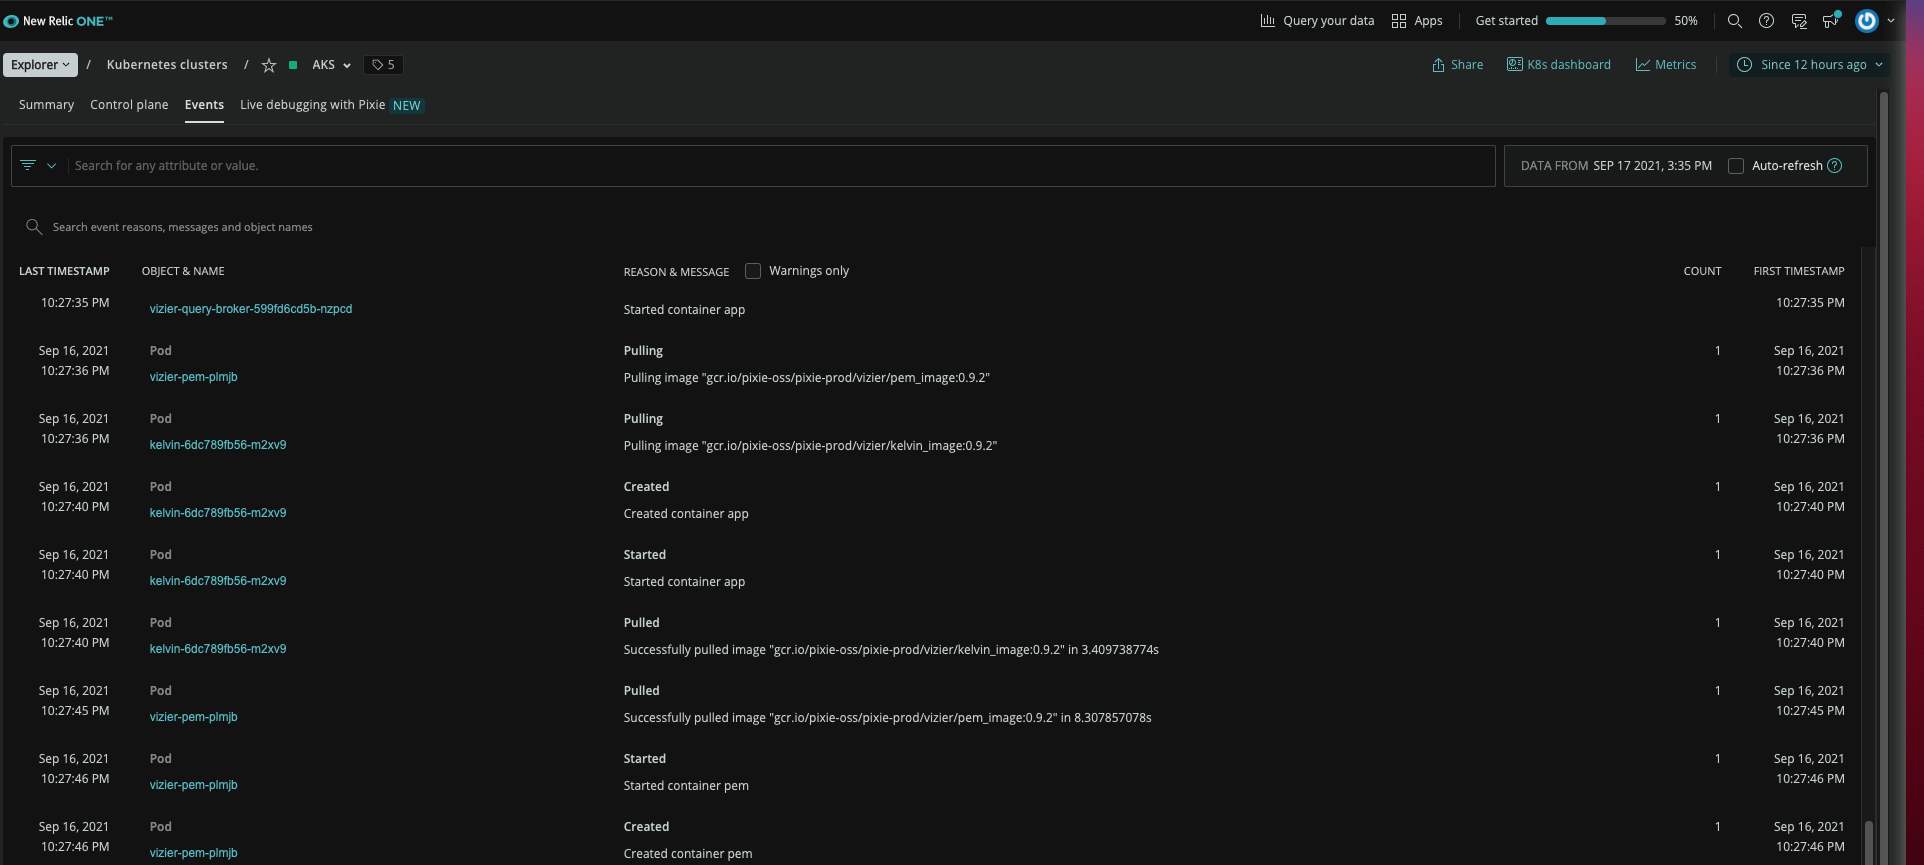 New Relic ONE™
Query your data
Apps
Get started
50%
Explorer
/
Kubernetes clusters
/
AKS
5
Share
K8s dashboard
Metrics
Since 12 hours ago
Summary
Control plane
Events
Live debugging with Pixie NEW
Search for any attribute or value.
DATA FROM SEP 17 2021, 3:35 PM
Auto-refresh
Search event reasons, messages and object names
LAST TIMESTAMP
OBJECT & NAME
REASON & MESSAGE
Warnings only
COUNT
FIRST TIMESTAMP
10:27:35 PM
vizier-query-broker-599fd6cd5b-nzpcd
Started container app
10:27:35 PM
Sep 16, 2021
10:27:36 PM
Pod
vizier-pem-plmjb
Pulling
Pulling image "gcr.io/pixie-oss/pixie-prod/vizier/pem_image:0.9.2"
1
Sep 16, 2021
10:27:36 PM
Sep 16, 2021
10:27:36 PM
Pod
kelvin-6dc789fb56-m2xv9
Pulling
Pulling image "gcr.io/pixie-oss/pixie-prod/vizier/kelvin_image:0.9.2"
1
Sep 16, 2021
10:27:36 PM
Sep 16, 2021
10:27:40 PM
Pod
kelvin-6dc789fb56-m2xv9
Created
Created container app
1
Sep 16, 2021
10:27:40 PM
Sep 16, 2021
10:27:40 PM
Pod
kelvin-6dc789fb56-m2xv9
Started
Started container app
1
Sep 16, 2021
10:27:40 PM
Sep 16, 2021
10:27:40 PM
Pod
kelvin-6dc789fb56-m2xv9
Pulled
Successfully pulled image "gcr.io/pixie-oss/pixie-prod/vizier/kelvin_image:0.9.2" in 3.409738774s
1
Sep 16, 2021
10:27:40 PM
Sep 16, 2021
10:27:45 PM
Pod
vizier-pem-plmjb
Pulled
Successfully pulled image "gcr.io/pixie-oss/pixie-prod/vizier/pem_image:0.9.2" in 8.307857078s
1
Sep 16, 2021
10:27:45 PM
Sep 16, 2021
10:27:46 PM
Pod
vizier-pem-plmjb
Started
Started container pem
1
Sep 16, 2021
10:27:46 PM
Sep 16, 2021
10:27:46 PM
Pod
vizier-pem-plmjb
Created
Created container pem
1
Sep 16, 2021
10:27:46 PM